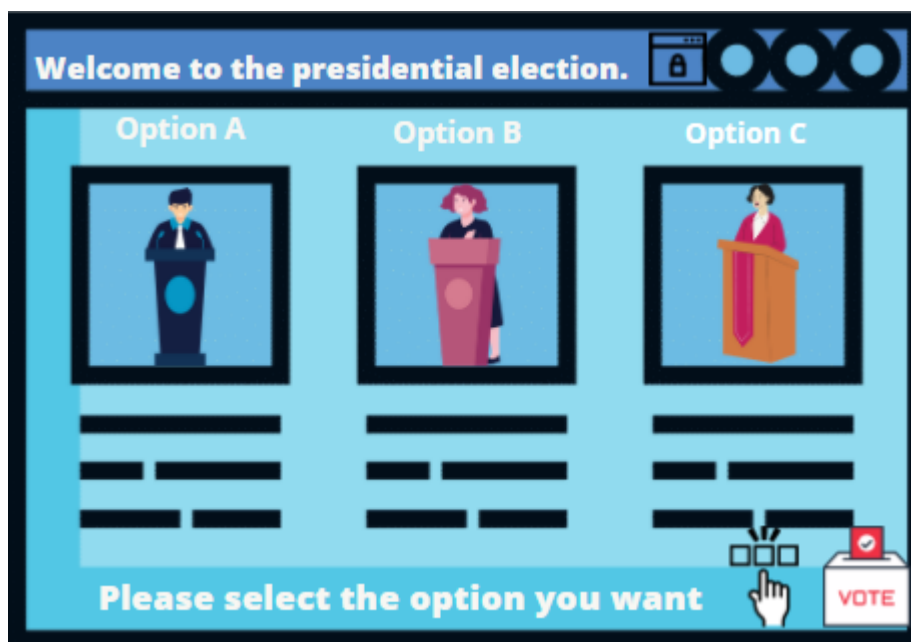 Welcome to the presidential election.
Option A
Option B
Option C
Please select the option you want
VOTE